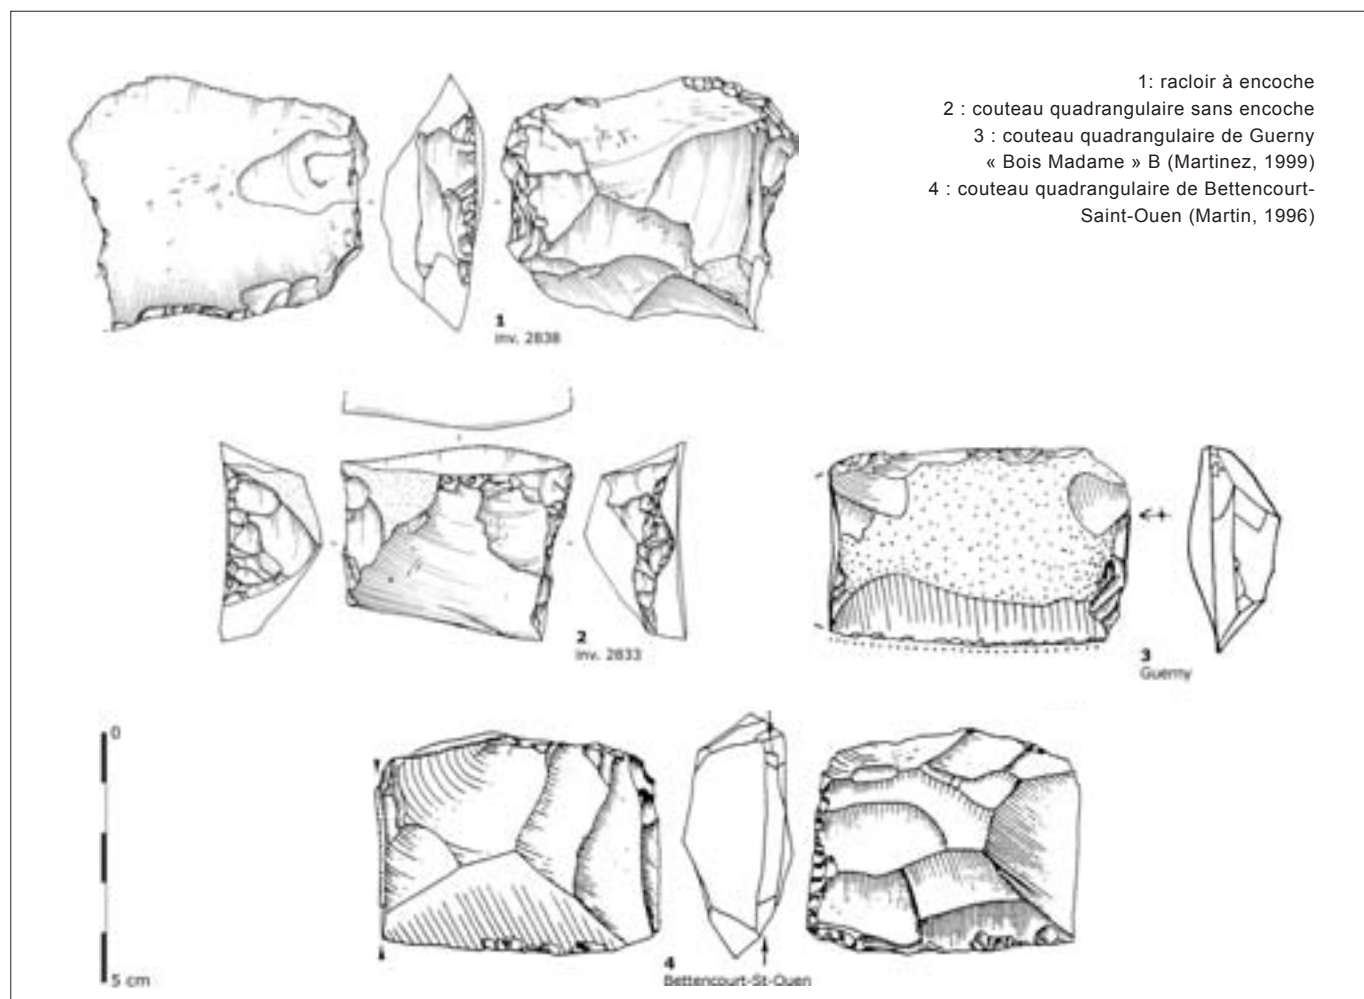 1: racloir à encoche
2 : couteau quadrangulaire sans encoche
3 : couteau quadrangulaire de Guerny
« Bois Madame » B (Martinez, 1999)
4 : couteau quadrangulaire de Bettencourt-
Saint-Ouen (Martin, 1996)
1
inv. 2838
2
inv. 2833
3
Guerny
0
5 cm
4
Bettencourt-St-Ouen